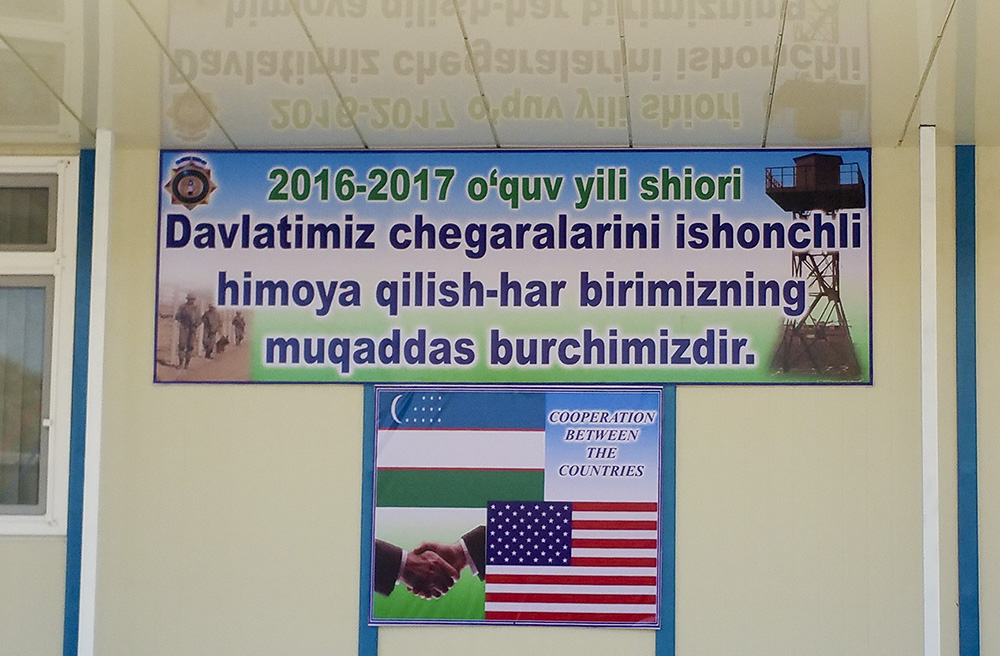 2016-2017 o‘quv yili shiori
Davlatimiz chegaralarini ishonchli
himoya qilish-har birimizning
muqaddas burchimizdir.
COOPERATION
BETWEEN
THE
COUNTRIES